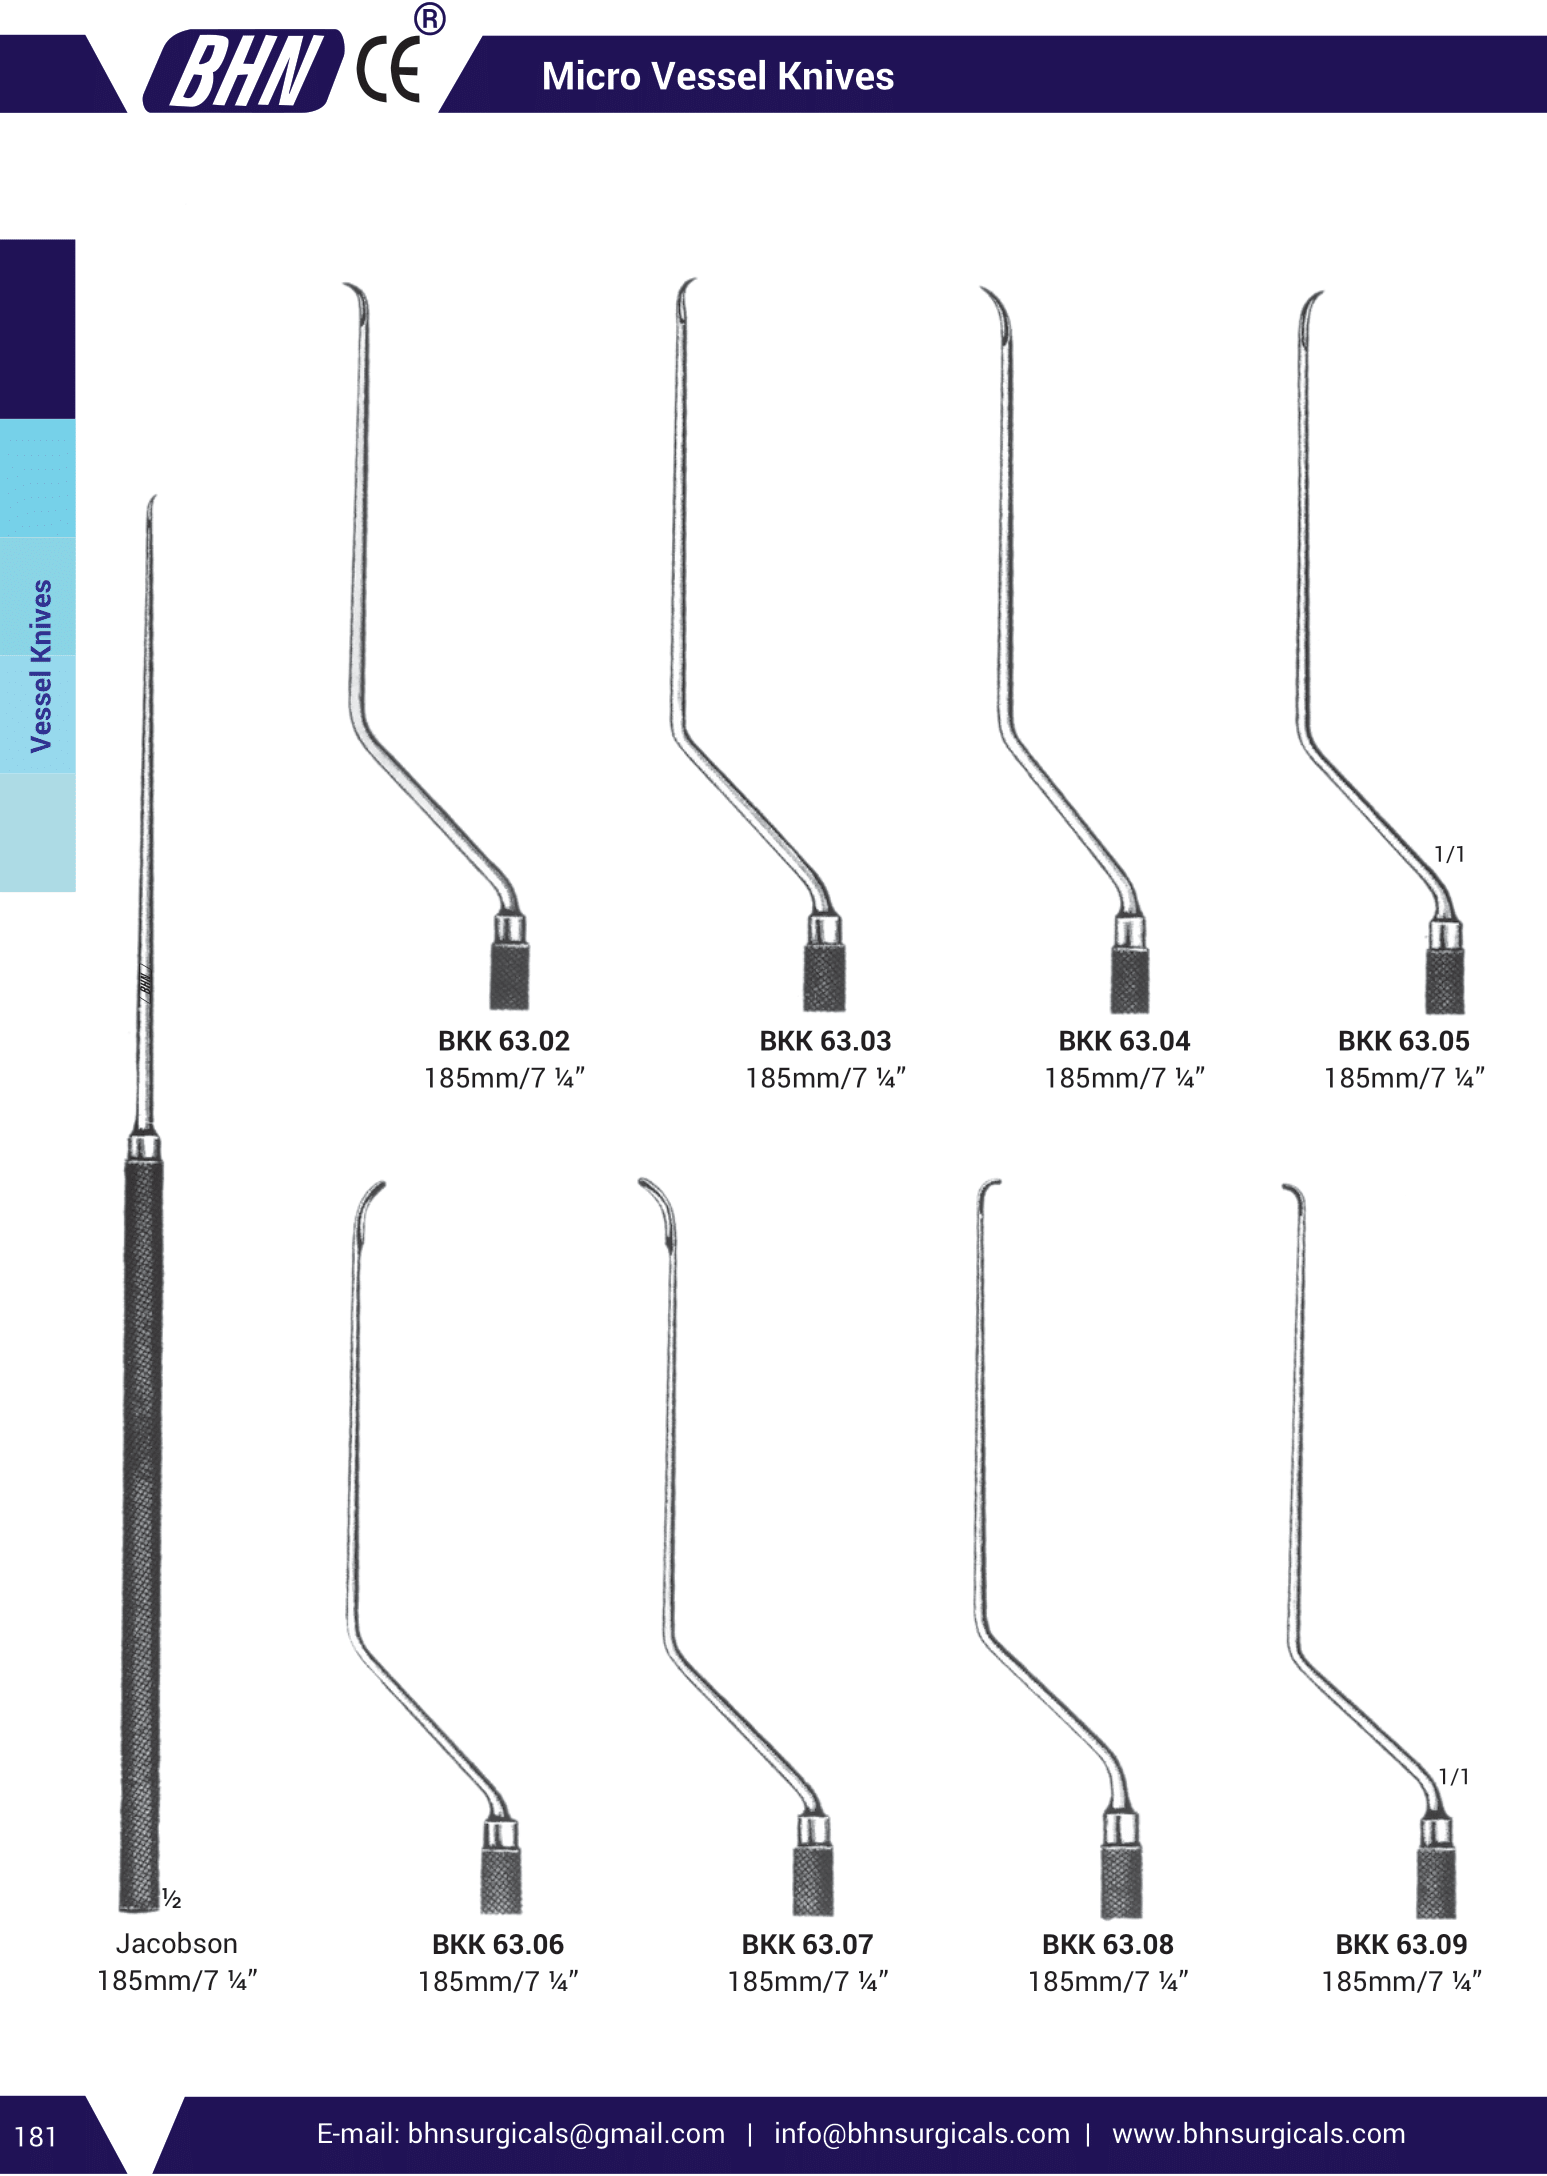 BHN CE ®
Micro Vessel Knives
Vessel Knives
BHN
1/1
BKK 63.02
185mm/7 ¼”
BKK 63.03
185mm/7 ¼”
BKK 63.04
185mm/7 ¼”
BKK 63.05
185mm/7 ¼”
1/1
½
Jacobson
185mm/7 ¼”
BKK 63.06
185mm/7 ¼”
BKK 63.07
185mm/7 ¼”
BKK 63.08
185mm/7 ¼”
BKK 63.09
185mm/7 ¼”
181
E-mail: bhnsurgicals@gmail.com | info@bhnsurgicals.com | www.bhnsurgicals.com